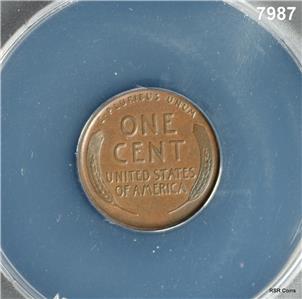 7987
E·PLURIBUS·UNUM
ONE
CENT
UNITED STATES
OF AMERICA
RSR Coins